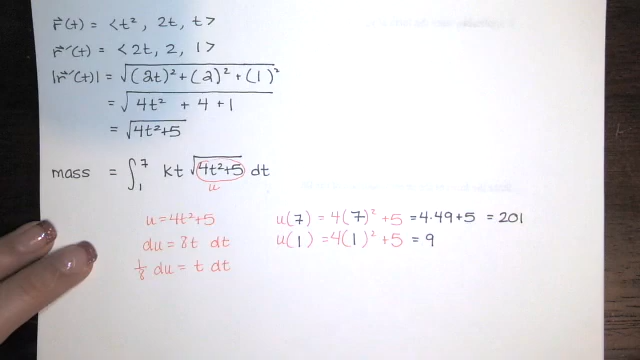 r⃗(t) = <t², 2t, t>
r⃗'(t) = <2t, 2, 1>
|r⃗'(t)| = √((2t)² + (2)² + (1)²)
= √(4t² + 4 + 1)
= √(4t²+5)
mass = ∫₁⁷ kt √(4t²+5) dt
u
u = 4t²+5
du = 8t dt
1/8 du = t dt
u(7) = 4(7)² + 5 = 4·49+5 = 201
u(1) = 4(1)² + 5 = 9